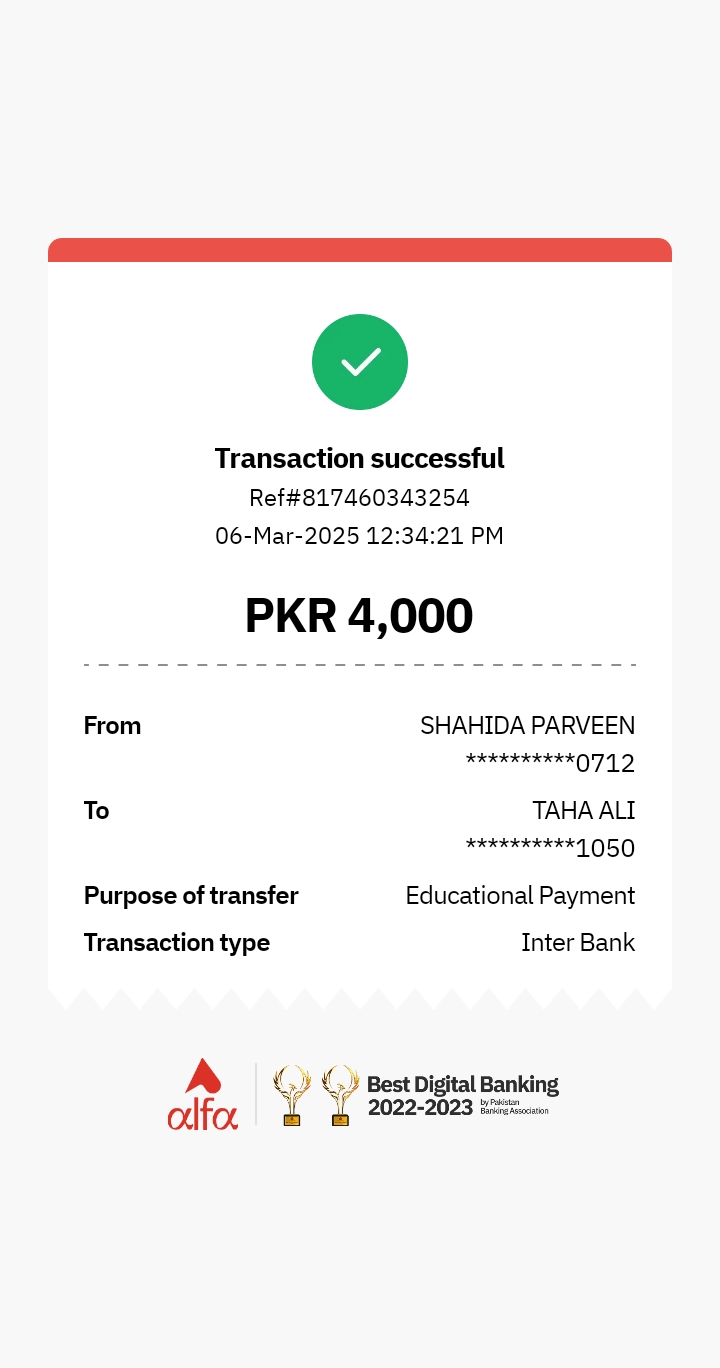 Transaction successful
Ref#817460343254
06-Mar-2025 12:34:21 PM
PKR 4,000
From SHAHIDA PARVEEN
**********0712
To TAHA ALI
**********1050
Purpose of transfer Educational Payment
Transaction type Inter Bank
alfa
Best Digital Banking
2022-2023 by Pakistan
Banking Association